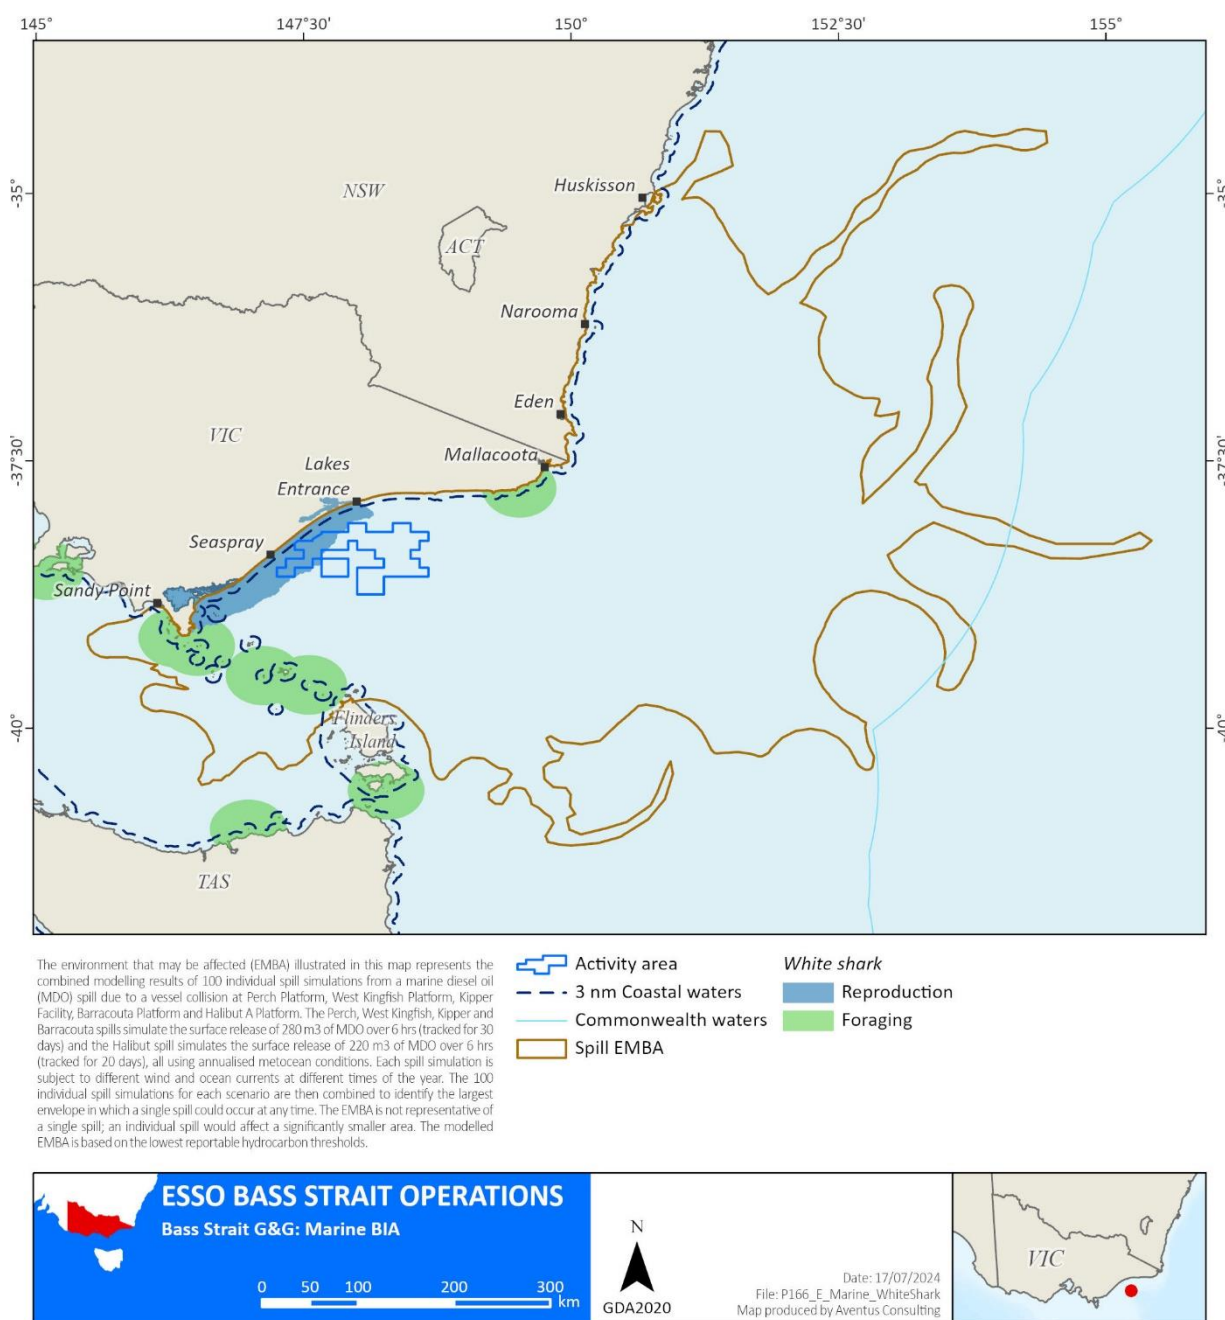 145°
147°30'
150°
152°30'
155°
-35°
-35°
Huskisson
NSW
ACT
Narooma
Eden
-37°30'
-37°30'
VIC
Mallacoota
Lakes
Entrance
Seaspray
Sandy Point
-40°
-40°
Flinders
Island
TAS
The environment that may be affected (EMBA) illustrated in this map represents the
combined modelling results of 100 individual spill simulations from a marine diesel oil
(MDO) spill due to a vessel collision at Perch Platform, West Kingfish Platform, Kipper
Facility, Barracouta Platform and Halibut A Platform. The Perch, West Kingfish, Kipper and
Barracouta spills simulate the surface release of 280 m3 of MDO over 6 hrs (tracked for 30
days) and the Halibut spill simulates the surface release of 220 m3 of MDO over 6 hrs
(tracked for 20 days), all using annualised metocean conditions. Each spill simulation is
subject to different wind and ocean currents at different times of the year. The 100
individual spill simulations for each scenario are then combined to identify the largest
envelope in which a single spill could occur at any time. The EMBA is not representative of
a single spill; an individual spill would affect a significantly smaller area. The modelled
EMBA is based on the lowest reportable hydrocarbon thresholds.
Activity area
3 nm Coastal waters
Commonwealth waters
Spill EMBA
White shark
Reproduction
Foraging
ESSO BASS STRAIT OPERATIONS
Bass Strait G&G: Marine BIA
0 50 100 200 300
km
N
GDA2020
Date: 17/07/2024
File: P166_E_Marine_WhiteShark
Map produced by Aventus Consulting
VIC